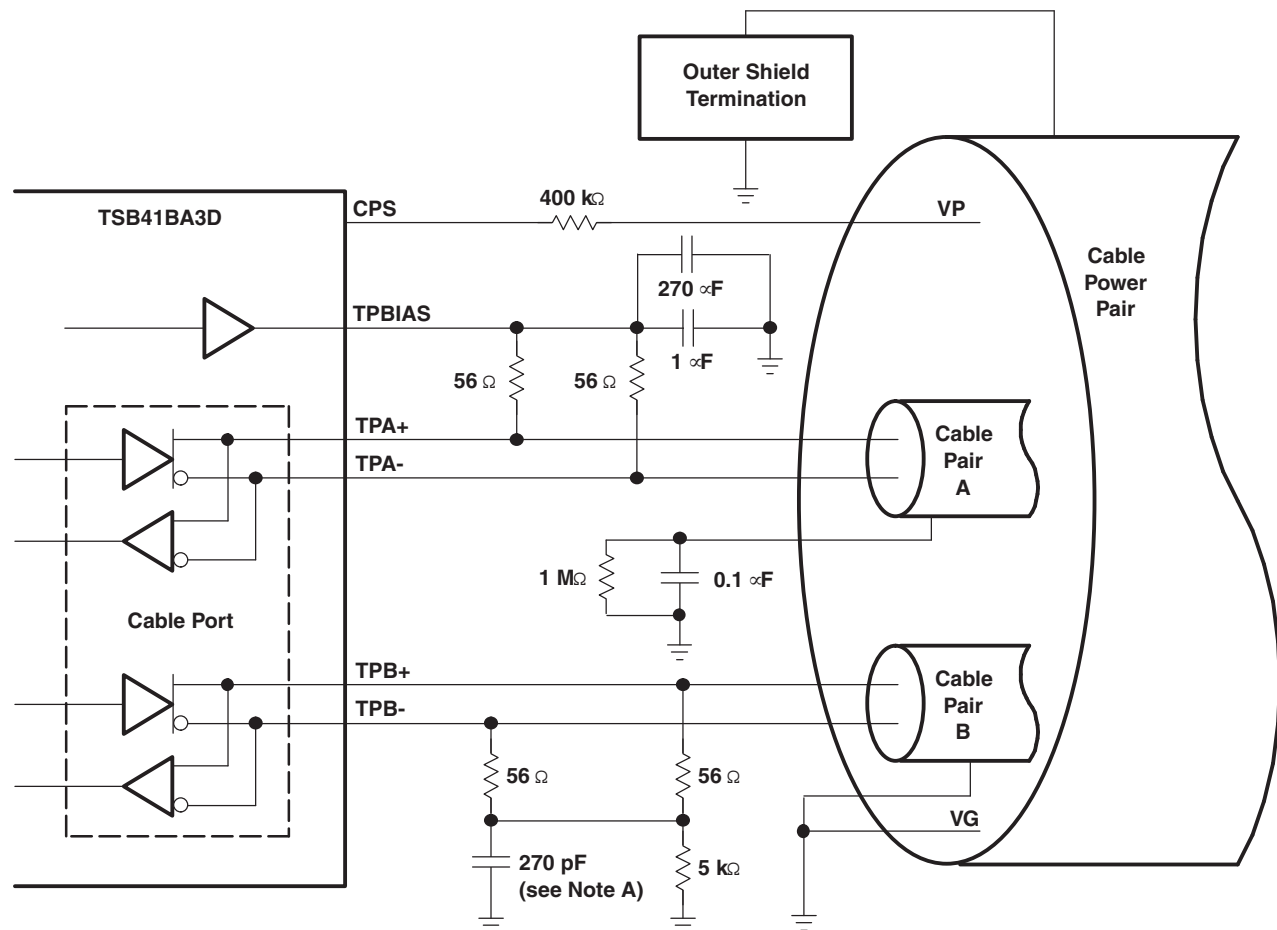 Outer Shield
Termination
TSB41BA3D
CPS
400 kΩ
VP
Cable
Power
Pair
270 ∝F
TPBIAS
1 ∝F
56 Ω
56 Ω
TPA+
TPA-
Cable
Pair
A
1 MΩ
0.1 ∝F
Cable Port
TPB+
TPB-
Cable
Pair
B
56 Ω
56 Ω
VG
270 pF
(see Note A)
5 kΩ